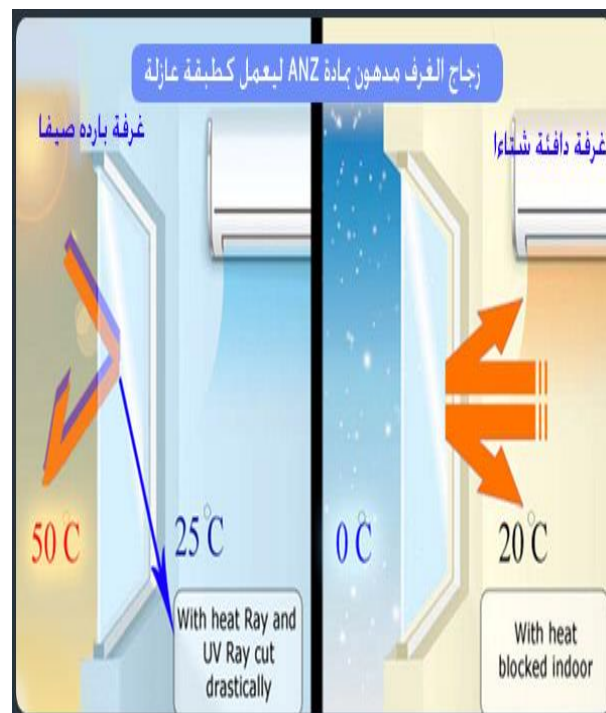 زجاج الغرف مدهون بمادة ANZ ليعمل كطبقة عازلة
غرفة بارده صيفا
غرفة دافئة شتاءا
50°C
25°C
0°C
20°C
With heat Ray and
UV Ray cut
drastically
With heat
blocked indoor